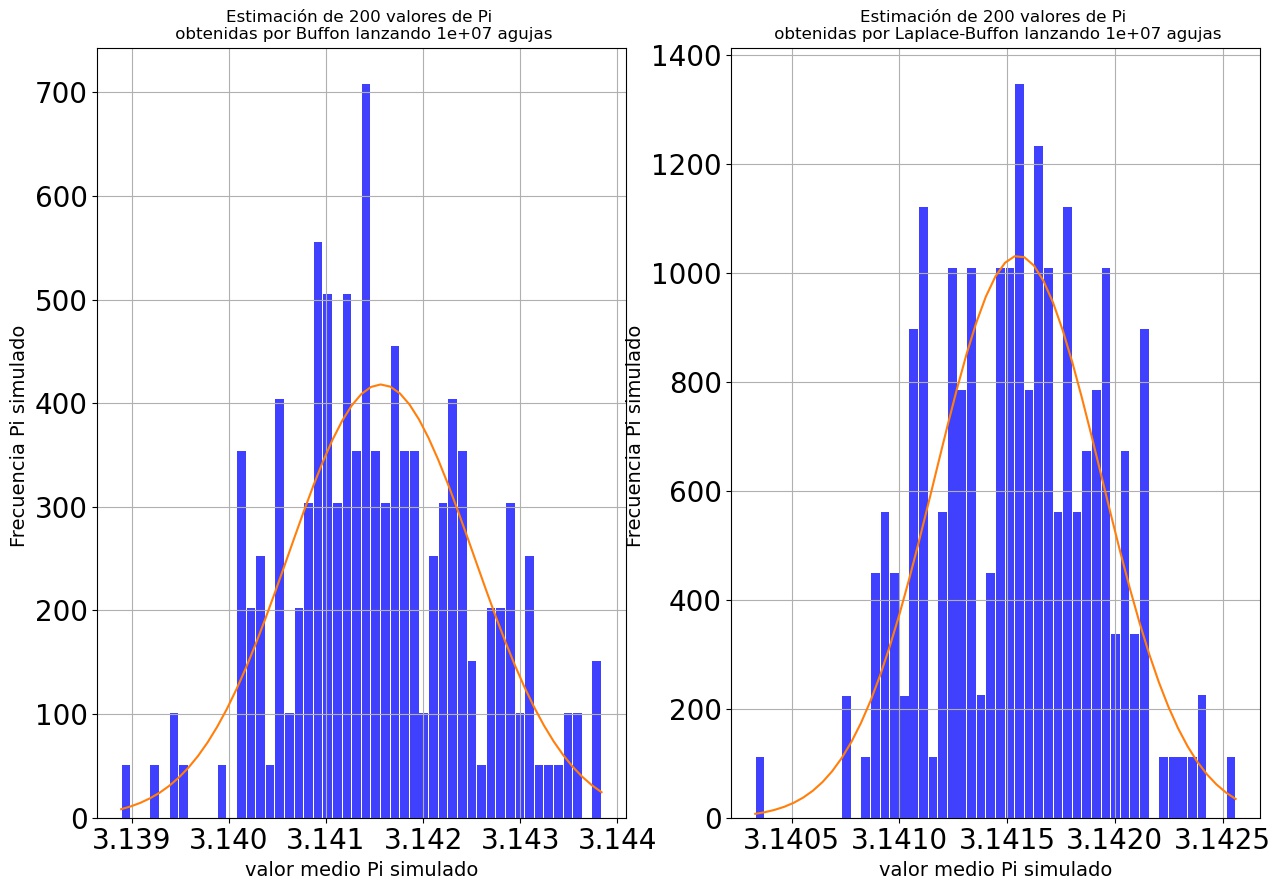 Estimación de 200 valores de Pi
obtenidas por Buffon lanzando 1e+07 agujas
Frecuencia Pi simulado
700
600
500
400
300
200
100
0
3.139 3.140 3.141 3.142 3.143 3.144
valor medio Pi simulado
Estimación de 200 valores de Pi
obtenidas por Laplace-Buffon lanzando 1e+07 agujas
Frecuencia Pi simulado
1400
1200
1000
800
600
400
200
0
3.1405 3.1410 3.1415 3.1420 3.1425
valor medio Pi simulado